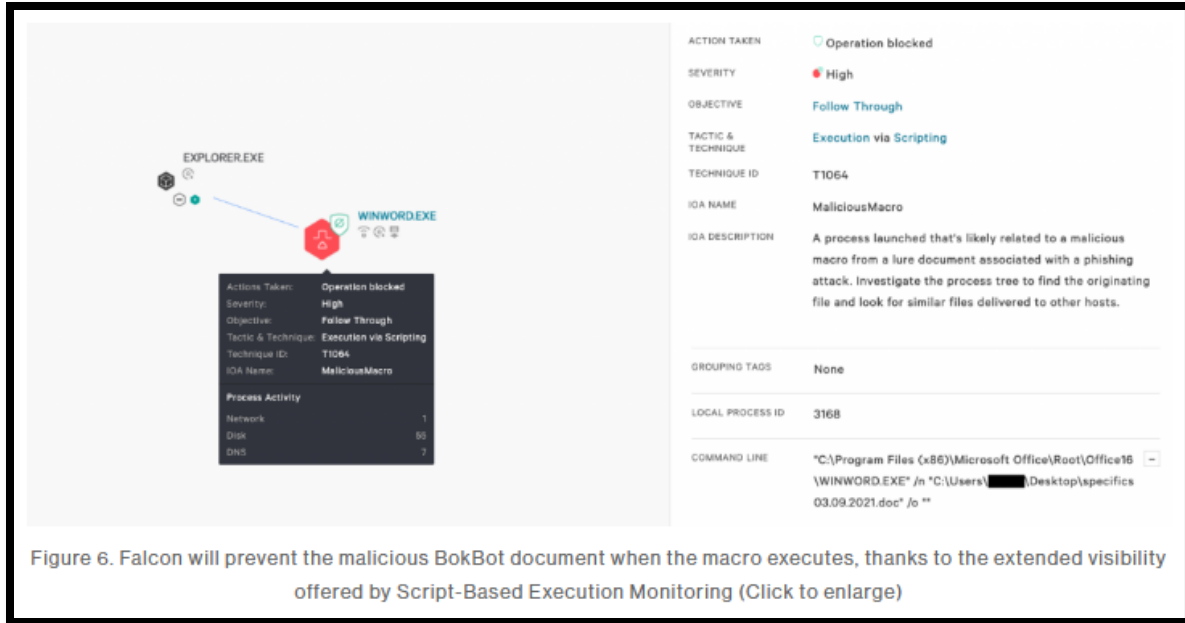 EXPLORER.EXE
WINWORD.EXE
Actions Taken: Operation blocked
Severity: High
Objective: Follow Through
Tactic & Technique: Execution via Scripting
Technique ID: T1064
IOA Name: MaliciousMacro
Process Activity
Network 1
Disk 55
DNS 7
ACTION TAKEN Operation blocked
SEVERITY High
OBJECTIVE Follow Through
TACTIC & Execution via Scripting
TECHNIQUE
TECHNIQUE ID T1064
IOA NAME MaliciousMacro
IOA DESCRIPTION A process launched that's likely related to a malicious
macro from a lure document associated with a phishing
attack. Investigate the process tree to find the originating
file and look for similar files delivered to other hosts.
GROUPING TAGS None
LOCAL PROCESS ID 3168
COMMAND LINE "C:\Program Files (x86)\Microsoft Office\Root\Office16
\WINWORD.EXE" /n "C:\Users\ \Desktop\specifics
03.09.2021.doc" /o ""
Figure 6. Falcon will prevent the malicious BokBot document when the macro executes, thanks to the extended visibility
offered by Script-Based Execution Monitoring (Click to enlarge)